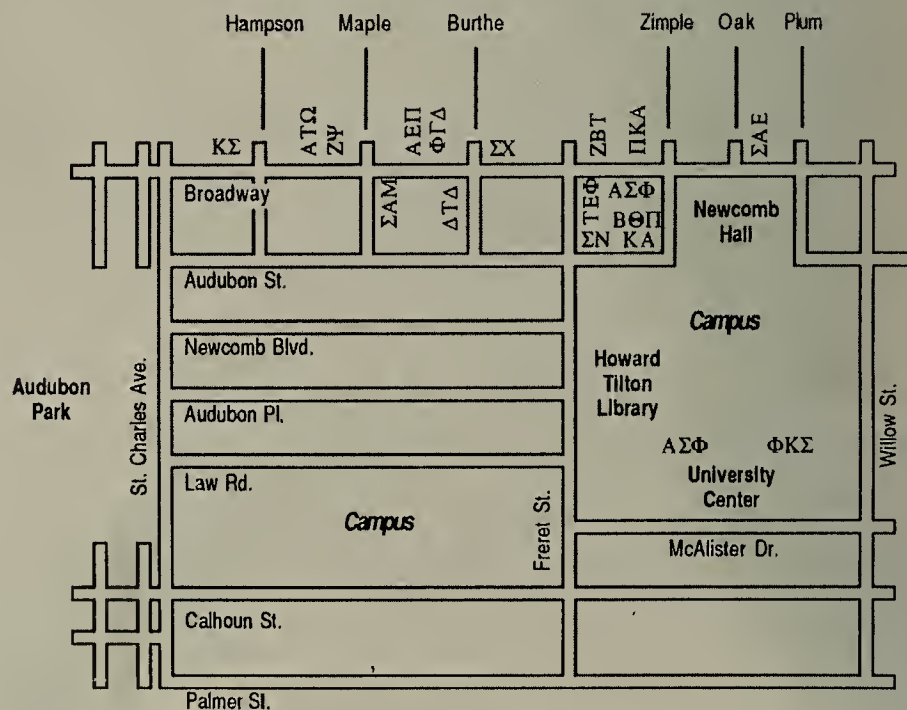 Hampson Maple Burthe Zimple Oak Plum
ΚΣ
ΑΤΩ
ΖΨ
ΑΕΠ
ΦΓΔ
ΣΧ
ΖΒΤ
ΠΚΑ
ΣΑΕ
Broadway
ΣΑΜ
ΔΤΔ
ΤΕΦ
ΑΣΦ
ΒΘΠ
ΣΝ ΚΑ
Newcomb
Hall
Audubon St.
Newcomb Blvd.
Campus
Howard
Tilton
Library
Audubon
Park
St. Charles Ave.
Audubon Pl.
Willow St.
ΑΣΦ ΦΚΣ
University
Center
Law Rd.
Campus
Freret St.
McAlister Dr.
Calhoun St.
Palmer St.